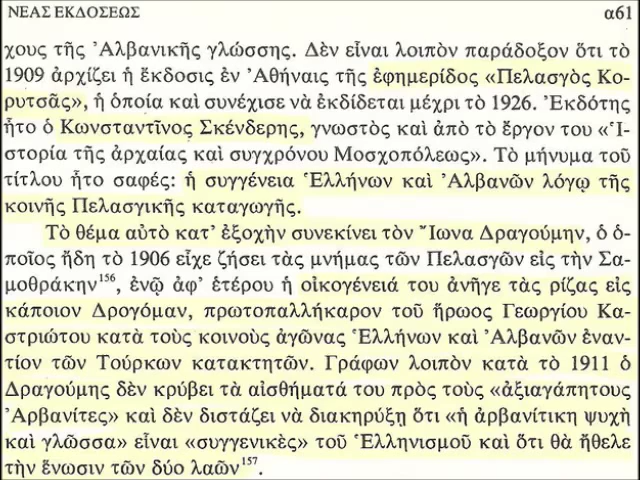 ΝΕΑΣ ΕΚΔΟΣΕΩΣ α61
χους τῆς Ἀλβανικῆς γλώσσης. Δὲν εἶναι λοιπὸν παράδοξον ὅτι τὸ
1909 ἀρχίζει ἡ ἔκδοσις ἐν Ἀθήναις τῆς ἐφημερίδος «Πελασγὸς Κο-
ρυτσᾶς», ἡ ὁποία καὶ συνέχισε νὰ ἐκδίδεται μέχρι τὸ 1926. Ἐκδότης
ἦτο ὁ Κωνσταντῖνος Σκένδερης, γνωστὸς καὶ ἀπὸ τὸ ἔργον του «Ἱ-
στορία τῆς ἀρχαίας καὶ συγχρόνου Μοσχοπόλεως». Τὸ μήνυμα τοῦ
τίτλου ἦτο σαφές: ἡ συγγένεια Ἑλλήνων καὶ Ἀλβανῶν λόγῳ τῆς
κοινῆς Πελασγικῆς καταγωγῆς.
Τὸ θέμα αὐτὸ κατ' ἐξοχὴν συνεκίνει τὸν Ἴωνα Δραγούμην, ὁ ὁ-
ποῖος ἤδη τὸ 1906 εἶχε ζήσει τὰς μνήμας τῶν Πελασγῶν εἰς τὴν Σα-
μοθράκην¹⁵⁶, ἐνῷ ἀφ' ἑτέρου ἡ οἰκογένειά του ἀνῆγε τὰς ρίζας εἰς
κάποιον Δρογόμαν, πρωτοπαλλήκαρον τοῦ ἥρωος Γεωργίου Κα-
στριώτου κατὰ τοὺς κοινοὺς ἀγῶνας Ἑλλήνων καὶ Ἀλβανῶν ἐναν-
τίον τῶν Τούρκων κατακτητῶν. Γράφων λοιπὸν κατὰ τὸ 1911 ὁ
Δραγούμης δὲν κρύβει τὰ αἰσθήματά του πρὸς τοὺς «ἀξιαγάπητους
Ἀρβανίτες» καὶ δὲν διστάζει νὰ διακηρύξῃ ὅτι «ἡ ἀρβανίτικη ψυχὴ
καὶ γλῶσσα» εἶναι «συγγενικὲς» τοῦ Ἑλληνισμοῦ καὶ ὅτι θὰ ἤθελε
τὴν ἕνωσιν τῶν δύο λαῶν¹⁵⁷.